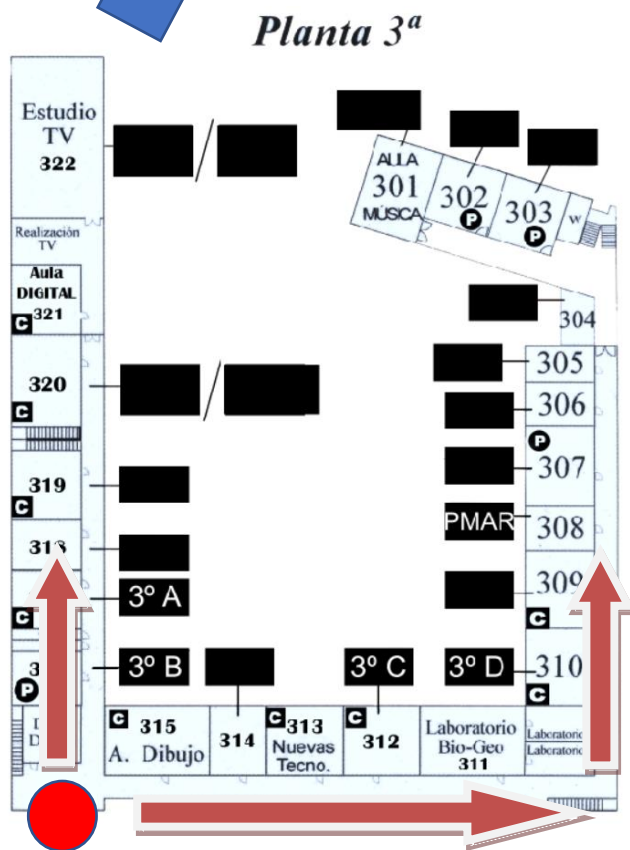 Planta 3ª
Estudio
TV
322
AULA
301
MÚSICA
302
P
303
P
W
Realización
TV
Aula
DIGITAL
321
C
304
305
320
C
306
P
307
319
C
PMAR
308
3º A
309
C
C
3º B
3º C
3º D
310
C
P
C
315
A. Dibujo
314
C
313
Nuevas
Tecno.
C
312
Laboratorio
Bio-Geo
311
Laboratorio
Laboratorio